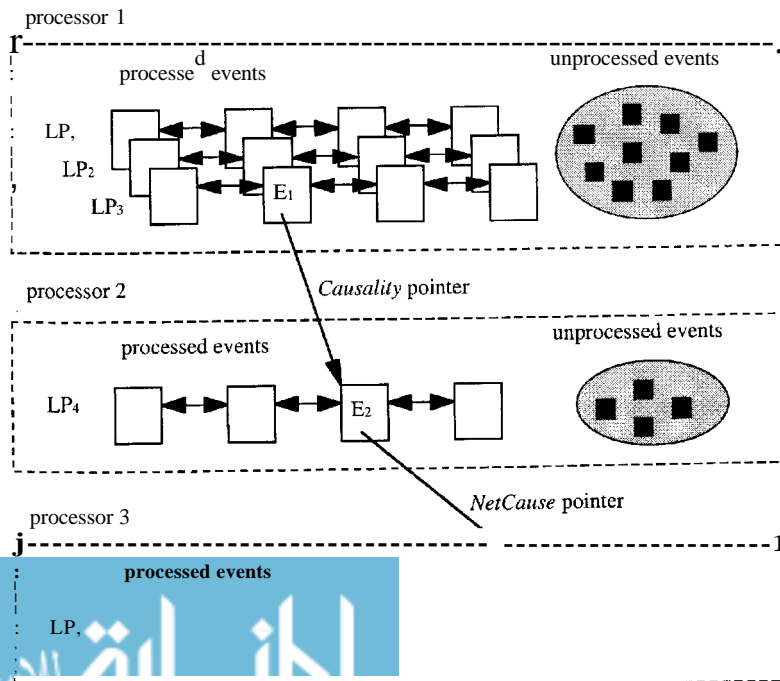 processor 1
processed events
unprocessed events
LP,
LP2
LP3
E1
Causality pointer
processor 2
processed events
unprocessed events
LP4
E2
NetCause pointer
processor 3
processed events
LP,